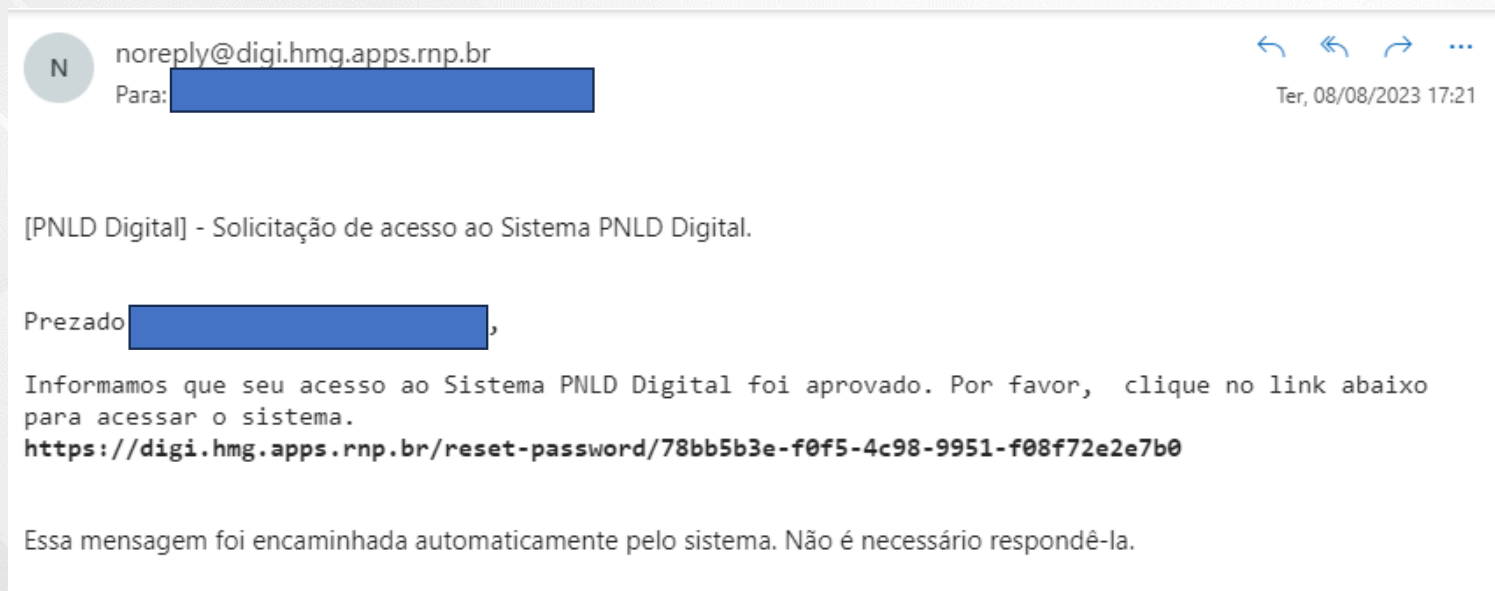 N
noreply@digi.hmg.apps.rnp.br
Para:
Ter, 08/08/2023 17:21
[PNLD Digital] - Solicitação de acesso ao Sistema PNLD Digital.
Prezado ,
Informamos que seu acesso ao Sistema PNLD Digital foi aprovado. Por favor, clique no link abaixo
para acessar o sistema.
https://digi.hmg.apps.rnp.br/reset-password/78bb5b3e-f0f5-4c98-9951-f08f72e2e7b0
Essa mensagem foi encaminhada automaticamente pelo sistema. Não é necessário respondê-la.